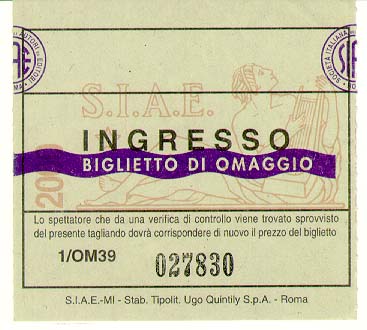 S.I.A.E.
INGRESSO
BIGLIETTO DI OMAGGIO
Lo spettatore che da una verifica di controllo viene trovato sprovvisto
del presente tagliando dovrà corrispondere di nuovo il prezzo del biglietto
1/OM39
027830
S.I.A.E.-MI - Stab. Tipolit. Ugo Quintily S.p.A. - Roma